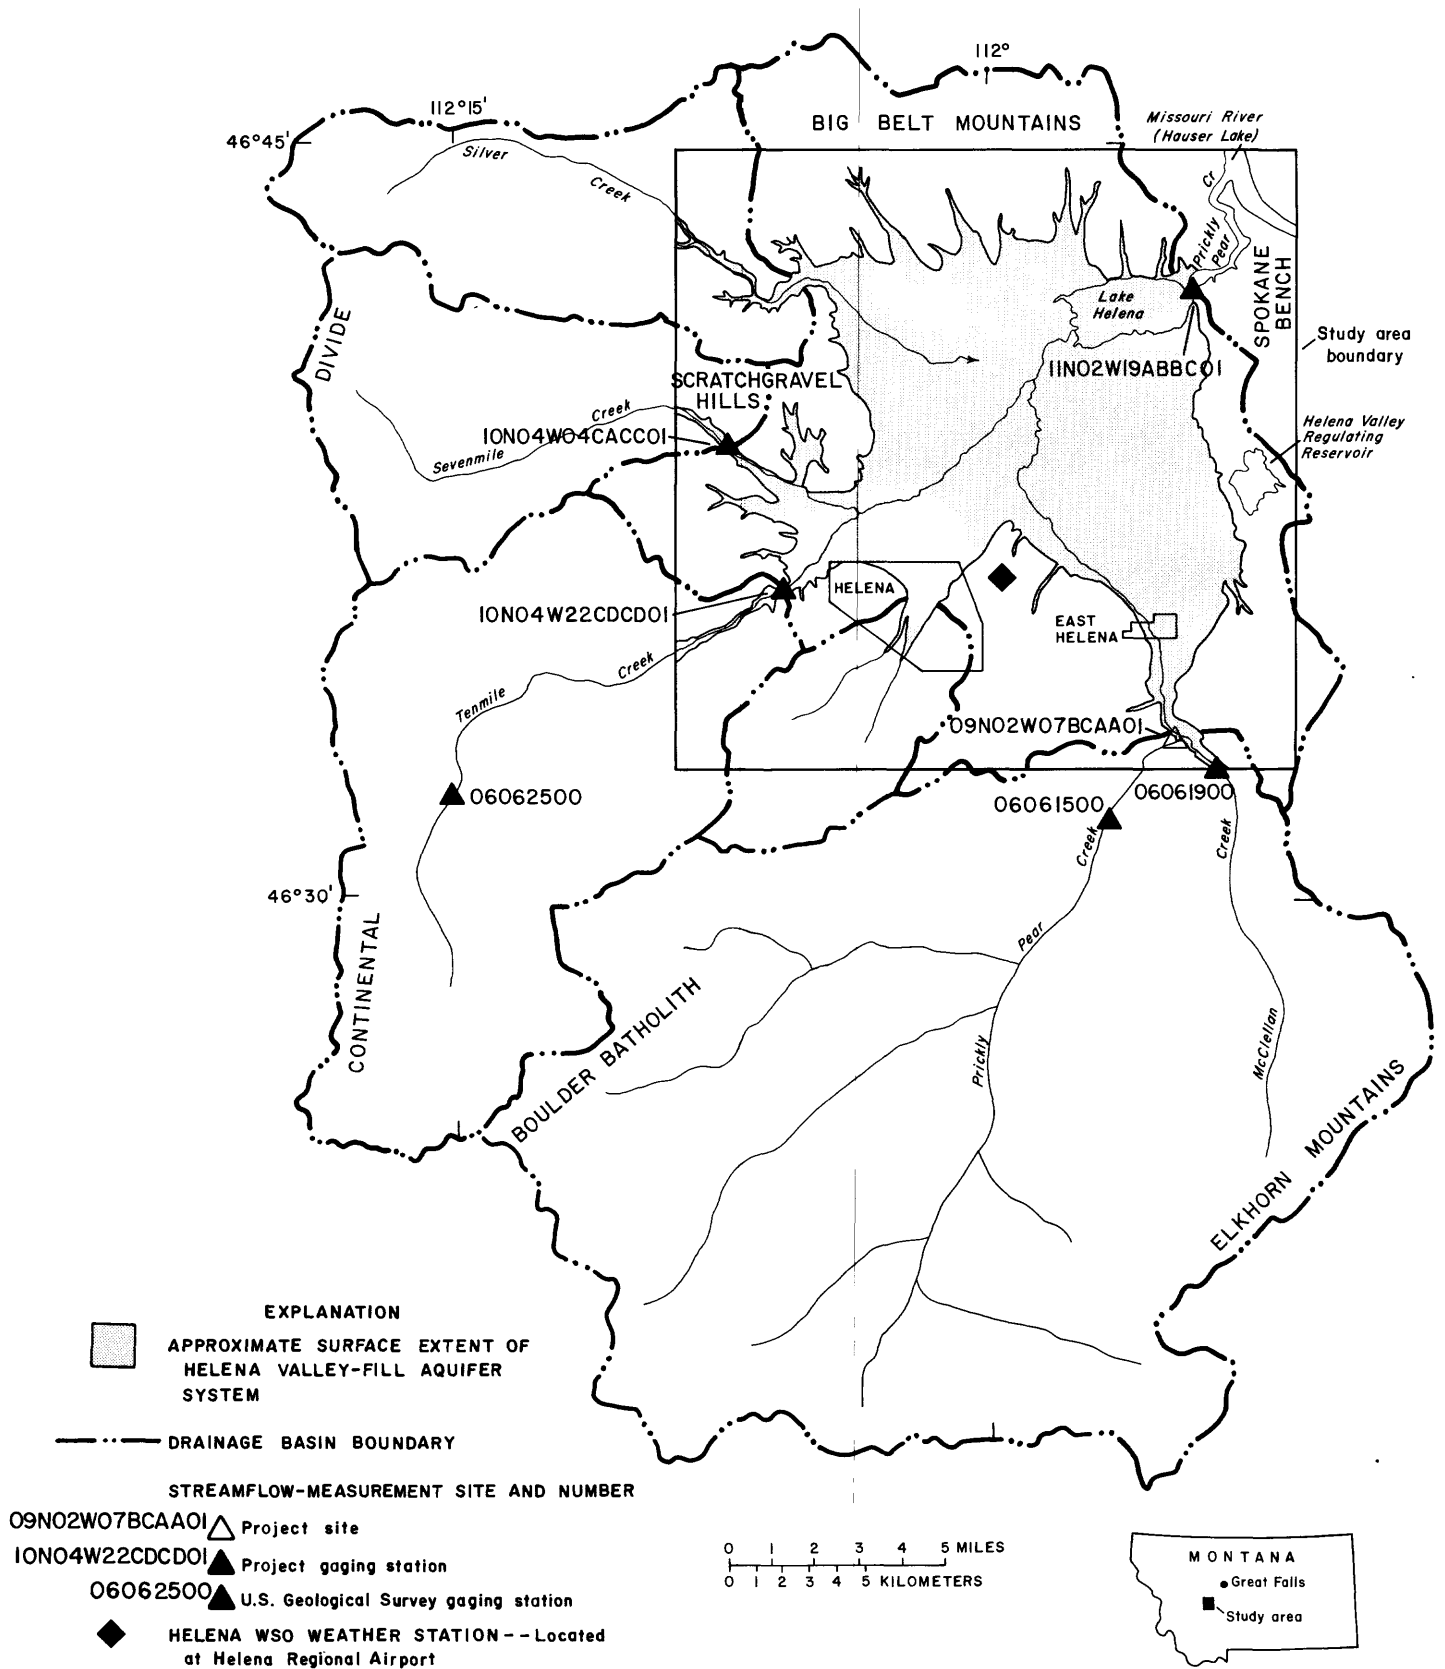 112°
112°15'
46°45'
BIG BELT MOUNTAINS
Missouri River
(Hauser Lake)
Silver
Creek
Prickly
Pear
Cr
SPOKANE
BENCH
Lake
Helena
DIVIDE
Study area
boundary
11N02W19ABBC01
SCRATCHGRAVEL
HILLS
Creek
10N04W04CACC01
Sevenmile
Helena Valley
Regulating
Reservoir
HELENA
10N04W22CDCD01
EAST
HELENA
Creek
Tenmile
09N02W07BCAA01
06062500
06061500
06061900
Creek
Creek
46°30'
CONTINENTAL
Pear
BOULDER BATHOLITH
Prickly
McClellan
ELKHORN MOUNTAINS
EXPLANATION
APPROXIMATE SURFACE EXTENT OF
HELENA VALLEY-FILL AQUIFER
SYSTEM
DRAINAGE BASIN BOUNDARY
STREAMFLOW-MEASUREMENT SITE AND NUMBER
09N02W07BCAA01 Project site
10N04W22CDCD01 Project gaging station
06062500 U.S. Geological Survey gaging station
HELENA WSO WEATHER STATION--Located
at Helena Regional Airport
0 1 2 3 4 5 MILES
0 1 2 3 4 5 KILOMETERS
MONTANA
Great Falls
Study area